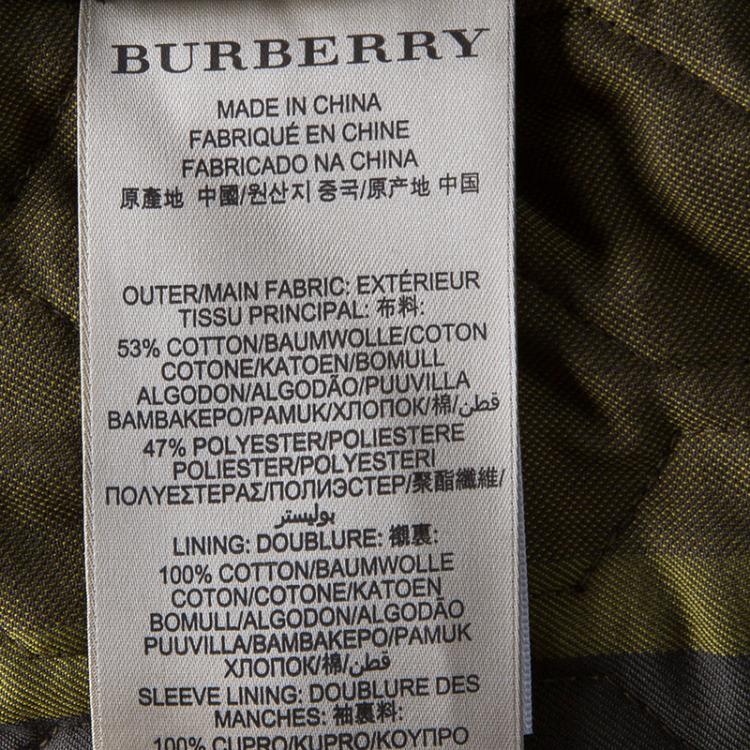 BURBERRY
MADE IN CHINA
FABRIQUÉ EN CHINE
FABRICADO NA CHINA
原產地 中國/원산지 중국/原产地 中国
OUTER/MAIN FABRIC: EXTÉRIEUR
TISSU PRINCIPAL: 布料:
53% COTTON/BAUMWOLLE/COTON
COTONE/KATOEN/BOMULL
ALGODON/ALGODÃO/PUUVILLA
BAMBAKEPO/PAMUK/ХЛОПОК/棉/قطن
47% POLYESTER/POLIESTERE
POLIESTER/POLYESTERI
ΠΟΛΥΕΣΤΕΡΑΣ/ПОЛИЭСТЕР/聚酯纖維/
بوليستر
LINING: DOUBLURE: 襯裏:
100% COTTON/BAUMWOLLE
COTON/COTONE/KATOEN
BOMULL/ALGODON/ALGODÃO
PUUVILLA/BAMBAKEPO/PAMUK
ХЛОПОК/棉/قطن
SLEEVE LINING: DOUBLURE DES
MANCHES: 袖裏料:
100% CUPRO/KUPRO/ΚΟΥΠΡΟ